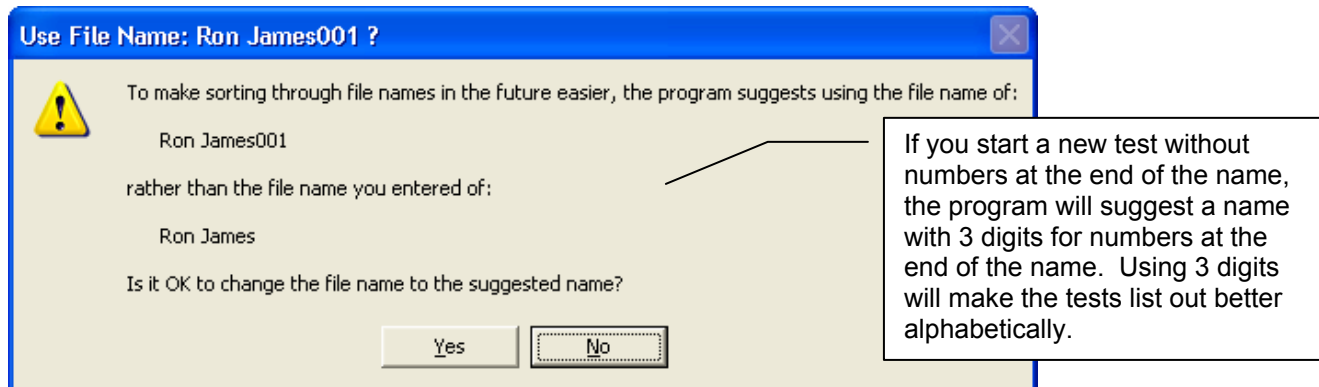 Use File Name: Ron James001 ?
To make sorting through file names in the future easier, the program suggests using the file name of:
Ron James001
rather than the file name you entered of:
Ron James
Is it OK to change the file name to the suggested name?
Yes
No
If you start a new test without
numbers at the end of the name,
the program will suggest a name
with 3 digits for numbers at the
end of the name.  Using 3 digits
will make the tests list out better
alphabetically.